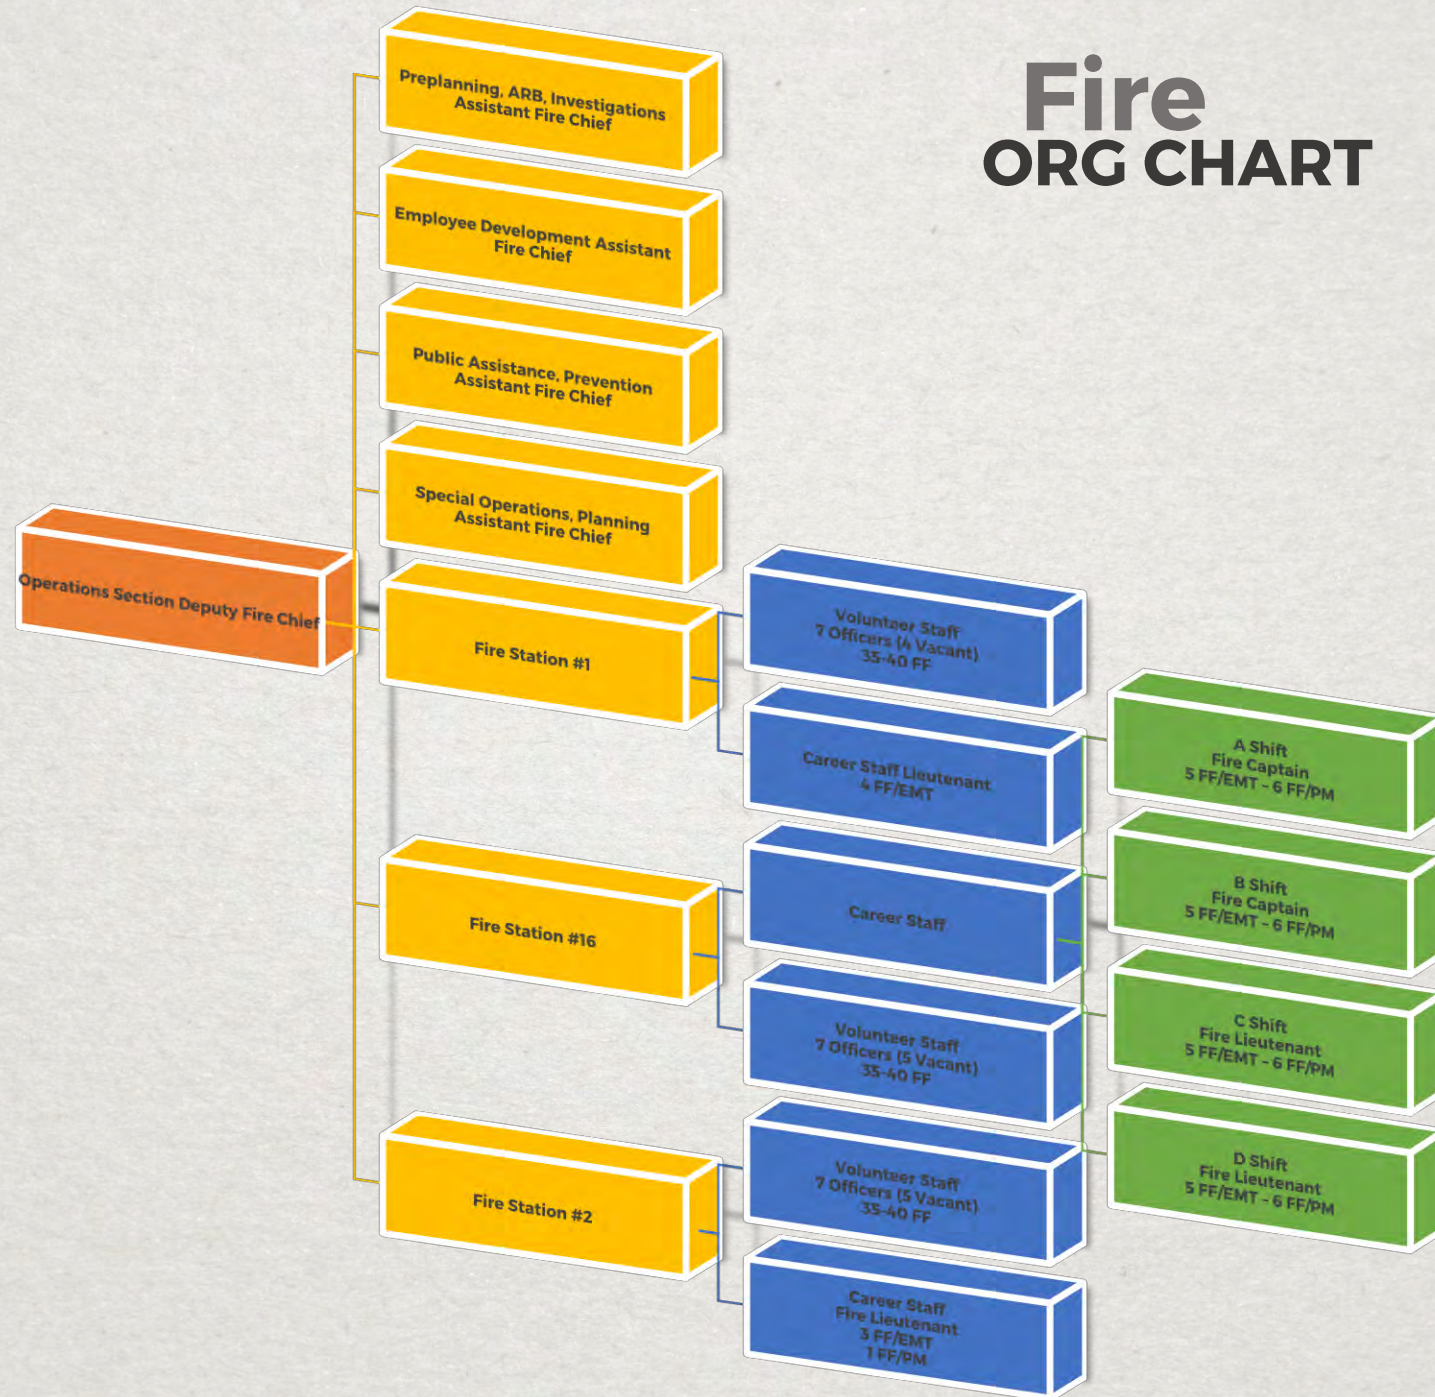 Fire
ORG CHART
Preplanning, ARB, Investigations
Assistant Fire Chief
Employee Development Assistant
Fire Chief
Public Assistance, Prevention
Assistant Fire Chief
Special Operations, Planning
Assistant Fire Chief
Operations Section Deputy Fire Chief
Fire Station #1
Volunteer Staff
7 Officers (4 Vacant)
35-40 FF
Career Staff Lieutenant
4 FF/EMT
A Shift
Fire Captain
5 FF/EMT - 6 FF/PM
B Shift
Fire Captain
5 FF/EMT - 6 FF/PM
Fire Station #16
Career Staff
Volunteer Staff
7 Officers (5 Vacant)
35-40 FF
C Shift
Fire Lieutenant
5 FF/EMT - 6 FF/PM
D Shift
Fire Lieutenant
5 FF/EMT - 6 FF/PM
Fire Station #2
Volunteer Staff
7 Officers (5 Vacant)
35-40 FF
Career Staff
Fire Lieutenant
3 FF/EMT
1 FF/PM